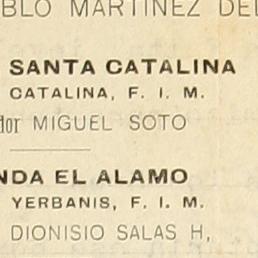 BLO MARTINEZ DEL
SANTA CATALINA
CATALINA, F. I. M.
dor MIGUEL SOTO
NDA EL ALAMO
YERBANIS, F. I. M.
DIONISIO SALAS H,